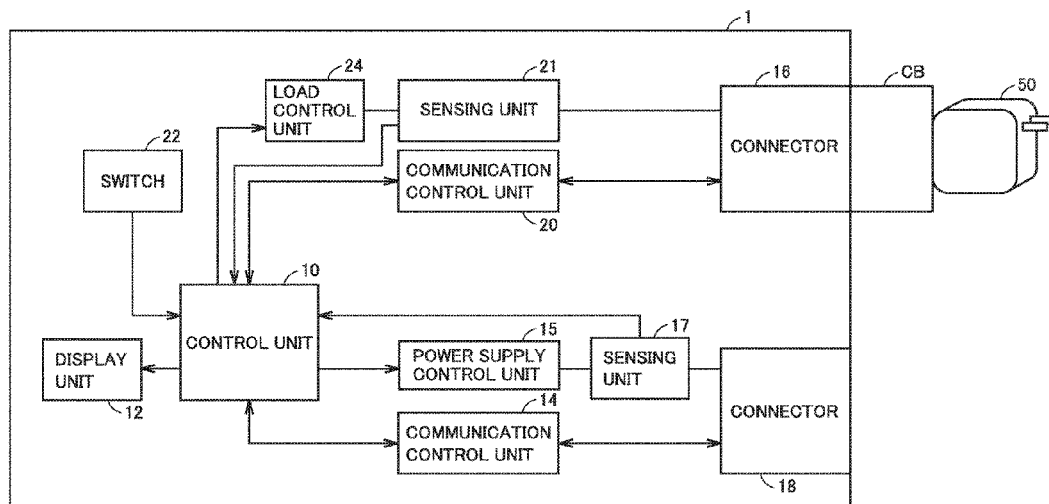 1
24
LOAD
CONTROL
UNIT
21
SENSING UNIT
16
CONNECTOR
CB
50
22
SWITCH
COMMUNICATION
CONTROL UNIT
20
10
CONTROL UNIT
15
POWER SUPPLY
CONTROL UNIT
17
SENSING
UNIT
DISPLAY
UNIT
12
14
COMMUNICATION
CONTROL UNIT
CONNECTOR
18